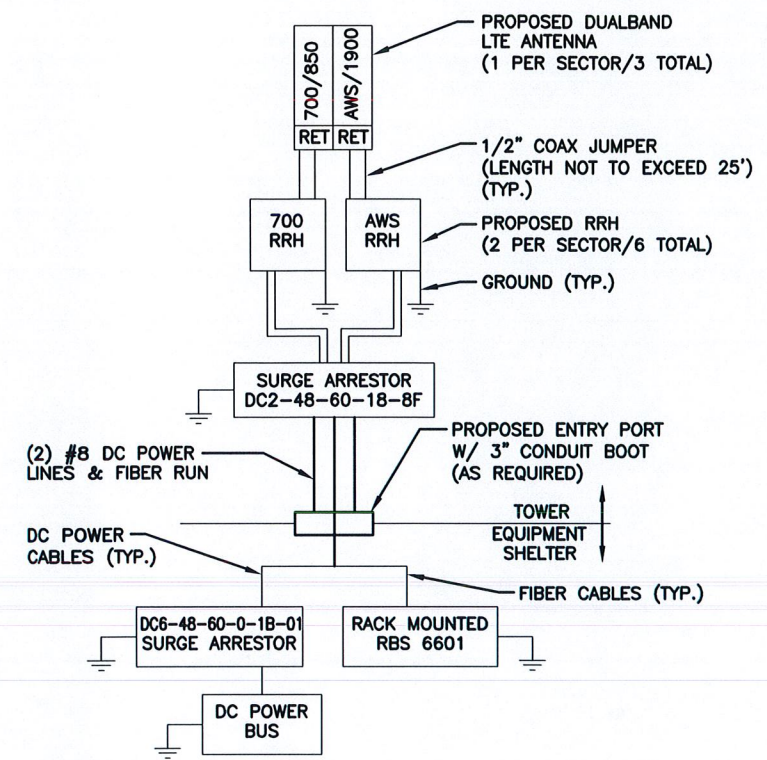 PROPOSED DUALBAND
LTE ANTENNA
(1 PER SECTOR/3 TOTAL)
700/850
AWS/1900
RET
RET
1/2" COAX JUMPER
(LENGTH NOT TO EXCEED 25')
(TYP.)
700
RRH
AWS
RRH
PROPOSED RRH
(2 PER SECTOR/6 TOTAL)
GROUND (TYP.)
SURGE ARRESTOR
DC2-48-60-18-8F
(2) #8 DC POWER
LINES & FIBER RUN
PROPOSED ENTRY PORT
W/ 3" CONDUIT BOOT
(AS REQUIRED)
TOWER
EQUIPMENT
SHELTER
DC POWER
CABLES (TYP.)
FIBER CABLES (TYP.)
DC6-48-60-0-1B-01
SURGE ARRESTOR
RACK MOUNTED
RBS 6601
DC POWER
BUS